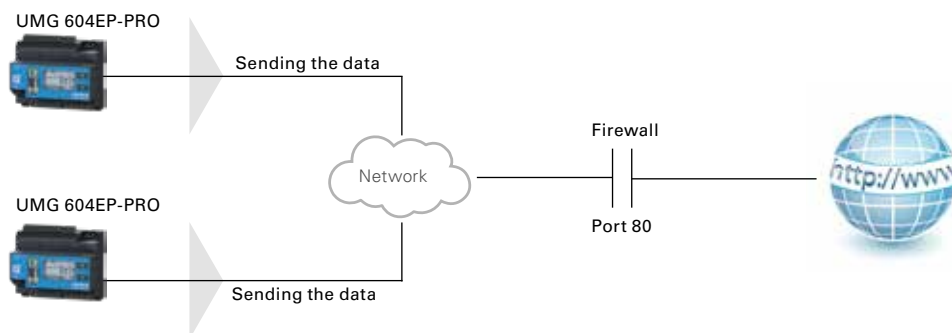 UMG 604EP-PRO
Sending the data
Firewall
Network
http://www
Port 80
UMG 604EP-PRO
Sending the data